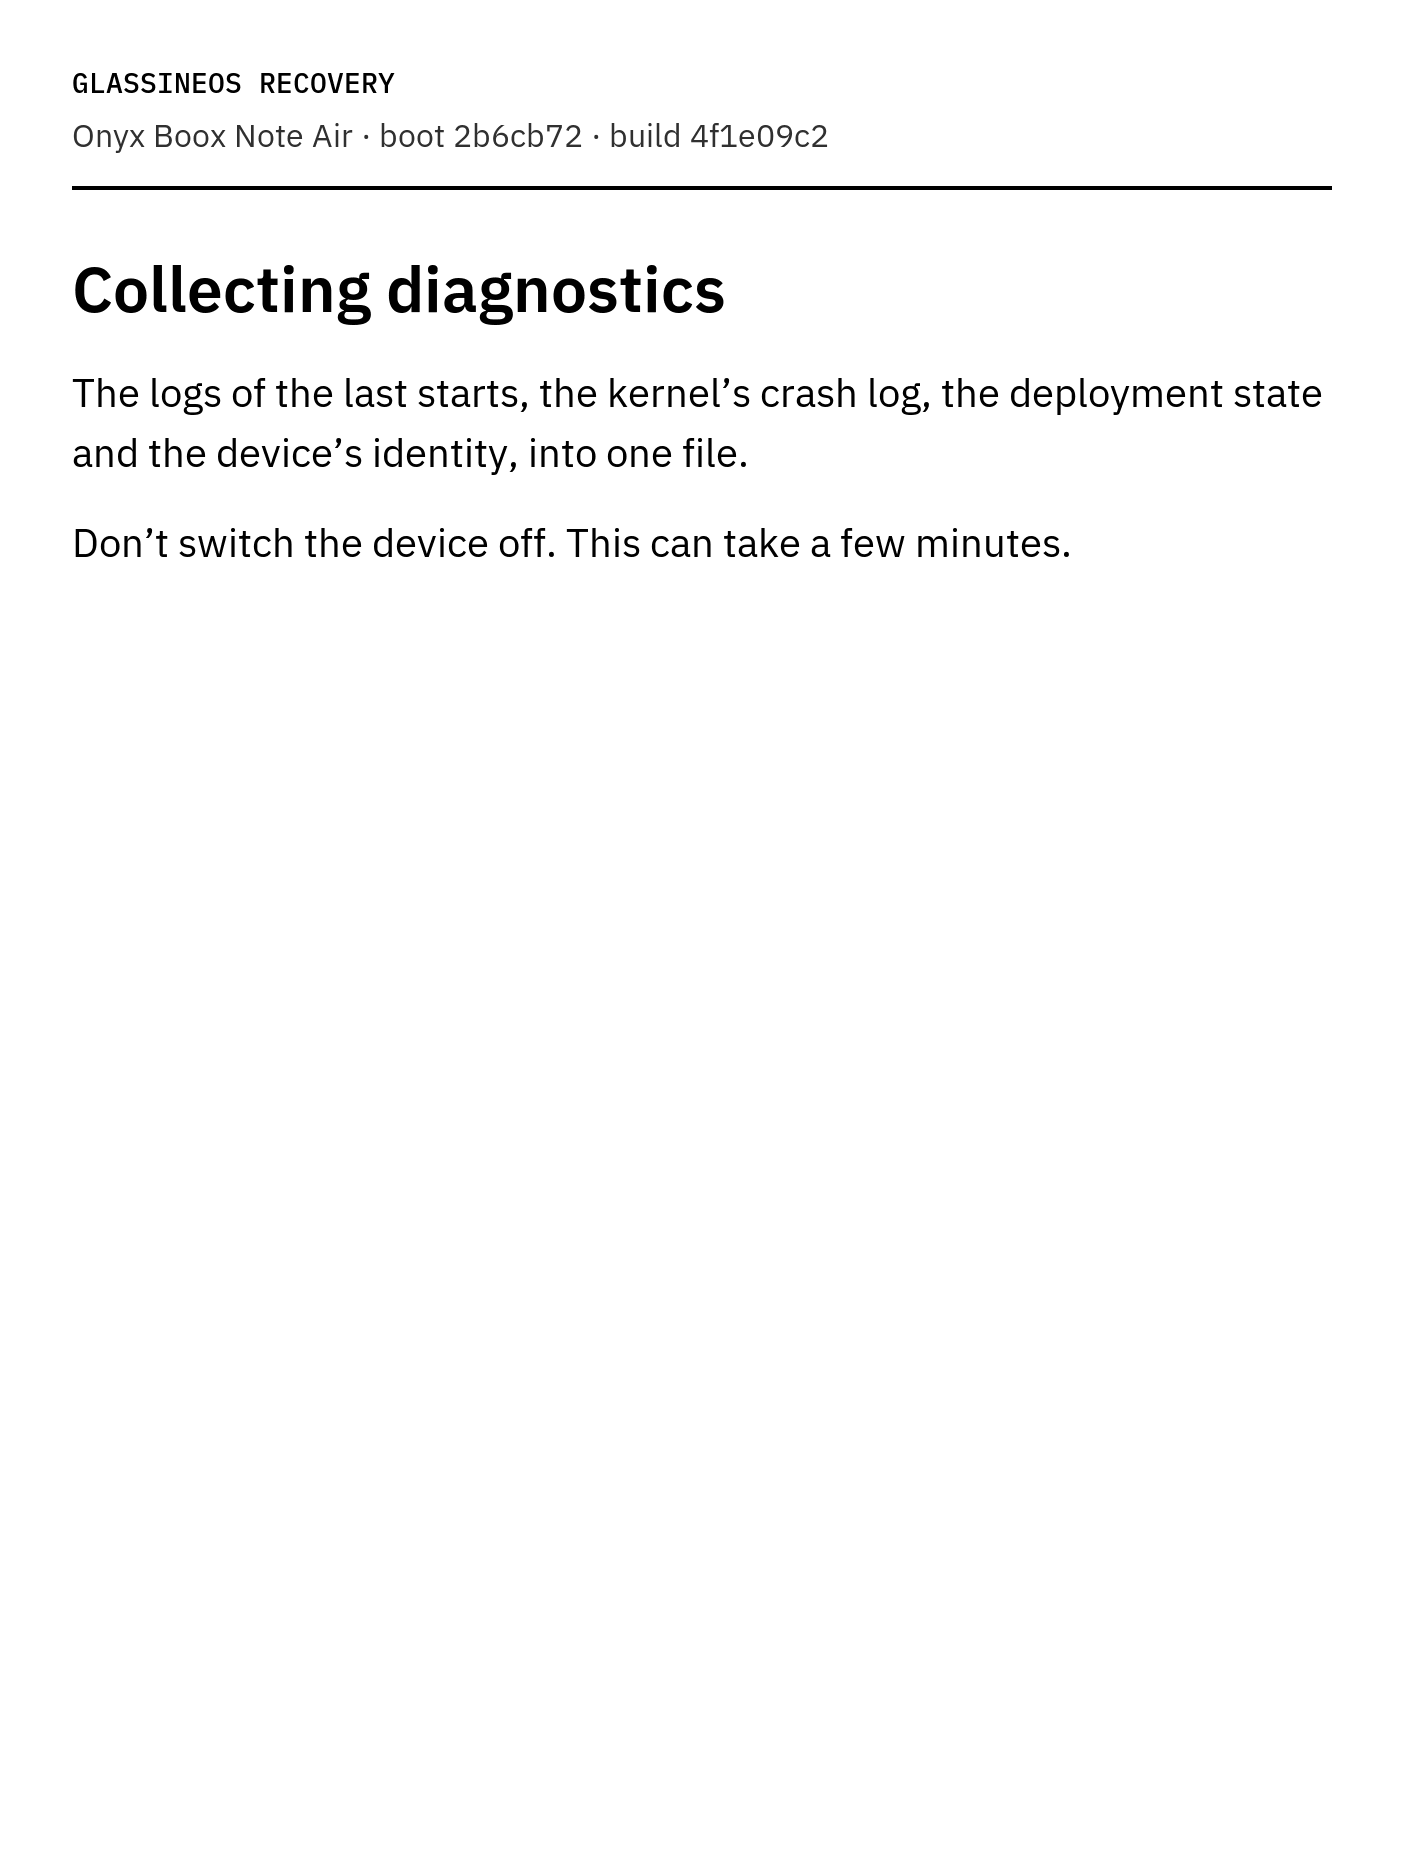 GLASSINEOS RECOVERY
Onyx Boox Note Air · boot 2b6cb72 · build 4f1e09c2
Collecting diagnostics
The logs of the last starts, the kernel’s crash log, the deployment state
and the device’s identity, into one file.
Don’t switch the device off. This can take a few minutes.